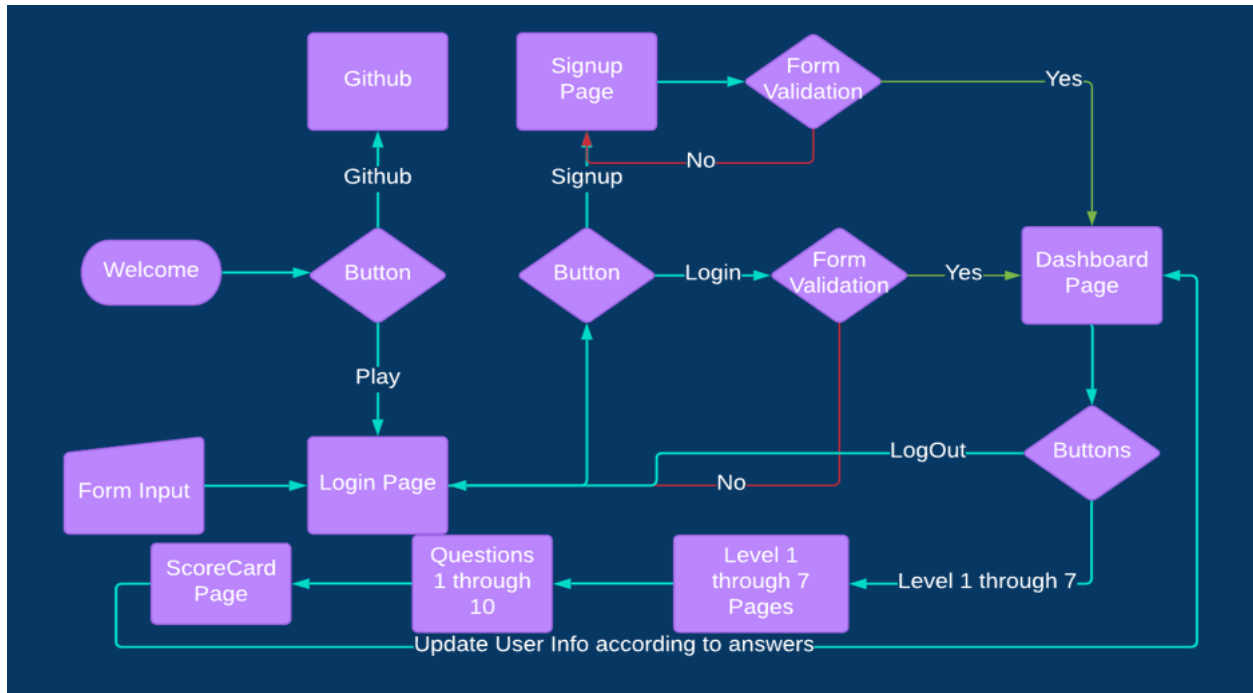 Github
Signup
Page
Form
Validation
Yes
No
Github
Signup
Welcome
Button
Button
Login
Form
Validation
Yes
Dashboard
Page
Play
Form Input
Login Page
No
LogOut
Buttons
ScoreCard
Page
Questions
1 through
10
Level 1
through 7
Pages
Level 1 through 7
Update User Info according to answers